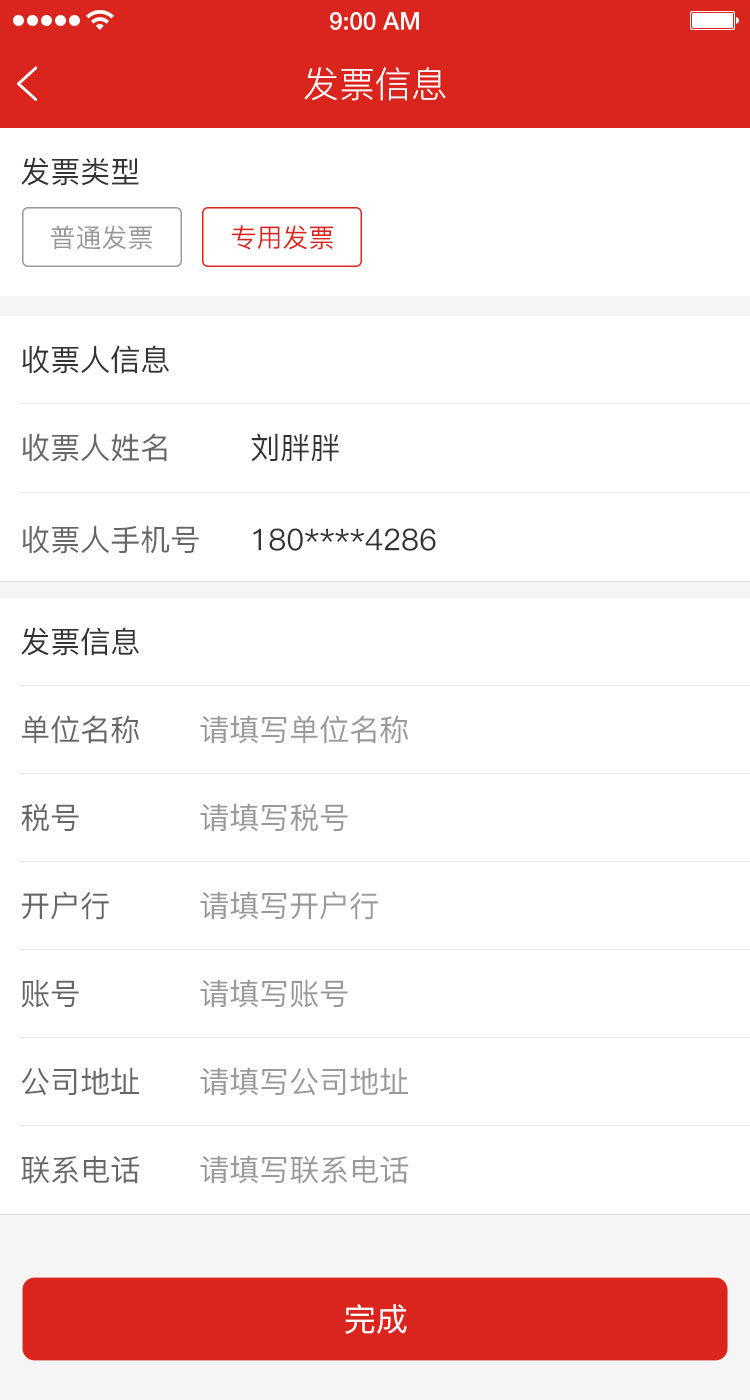 9:00 AM
发票信息
发票类型
普通发票 专用发票
收票人信息
收票人姓名 刘胖胖
收票人手机号 180****4286
发票信息
单位名称 请填写单位名称
税号 请填写税号
开户行 请填写开户行
账号 请填写账号
公司地址 请填写公司地址
联系电话 请填写联系电话
完成